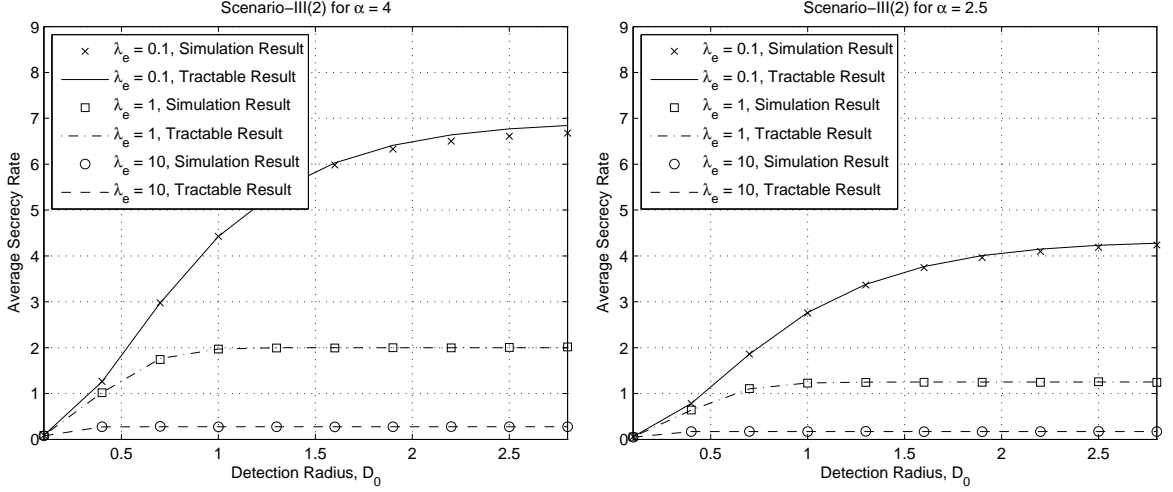 Scenario-III(2) for α = 4
Average Secrecy Rate
9
8
7
6
5
4
3
2
1
0
λe = 0.1, Simulation Result
λe = 0.1, Tractable Result
λe = 1, Simulation Result
λe = 1, Tractable Result
λe = 10, Simulation Result
λe = 10, Tractable Result
0.5 1 1.5 2 2.5
Detection Radius, D0
Scenario-III(2) for α = 2.5
Average Secrecy Rate
9
8
7
6
5
4
3
2
1
0
λe = 0.1, Simulation Result
λe = 0.1, Tractable Result
λe = 1, Simulation Result
λe = 1, Tractable Result
λe = 10, Simulation Result
λe = 10, Tractable Result
0.5 1 1.5 2 2.5
Detection Radius, D0